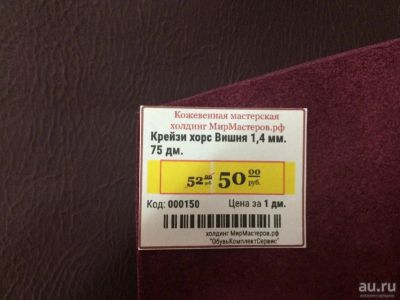 Кожевенная мастерская
холдинг МирМастеров.рф
Крейзи хорс Вишня 1,4 мм.
75 дм.
52 00 50 00 руб.
Код: 000150 Цена за 1 дм.
холдинг МирМастеров.рф
"ОбувьКомплектСервис"
au.ru